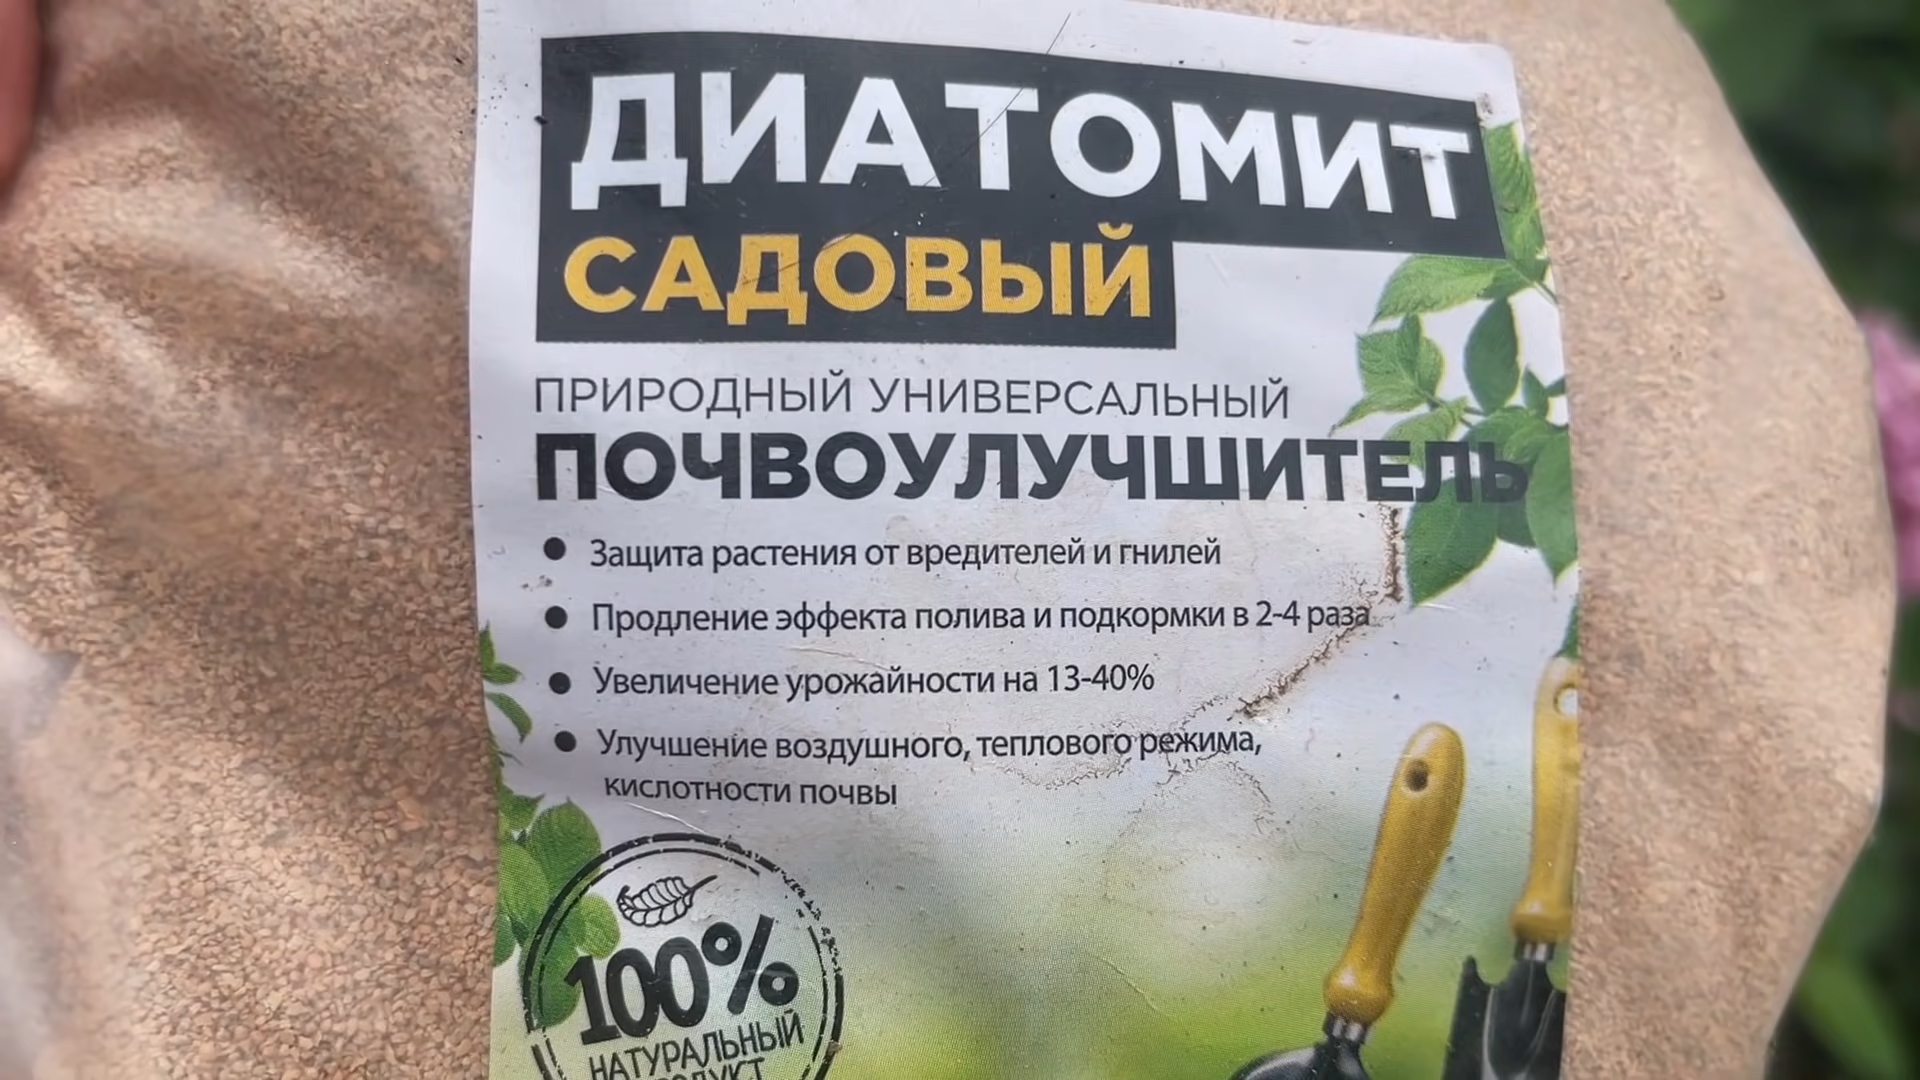 ДИАТОМИТ
САДОВЫЙ
ПРИРОДНЫЙ УНИВЕРСАЛЬНЫЙ
ПОЧВОУЛУЧШИТЕЛЬ
• Защита растения от вредителей и гнилей
• Продление эффекта полива и подкормки в 2-4 раза
• Увеличение урожайности на 13-40%
• Улучшение воздушного, теплового режима,
кислотности почвы
100%
НАТУРАЛЬНЫЙ